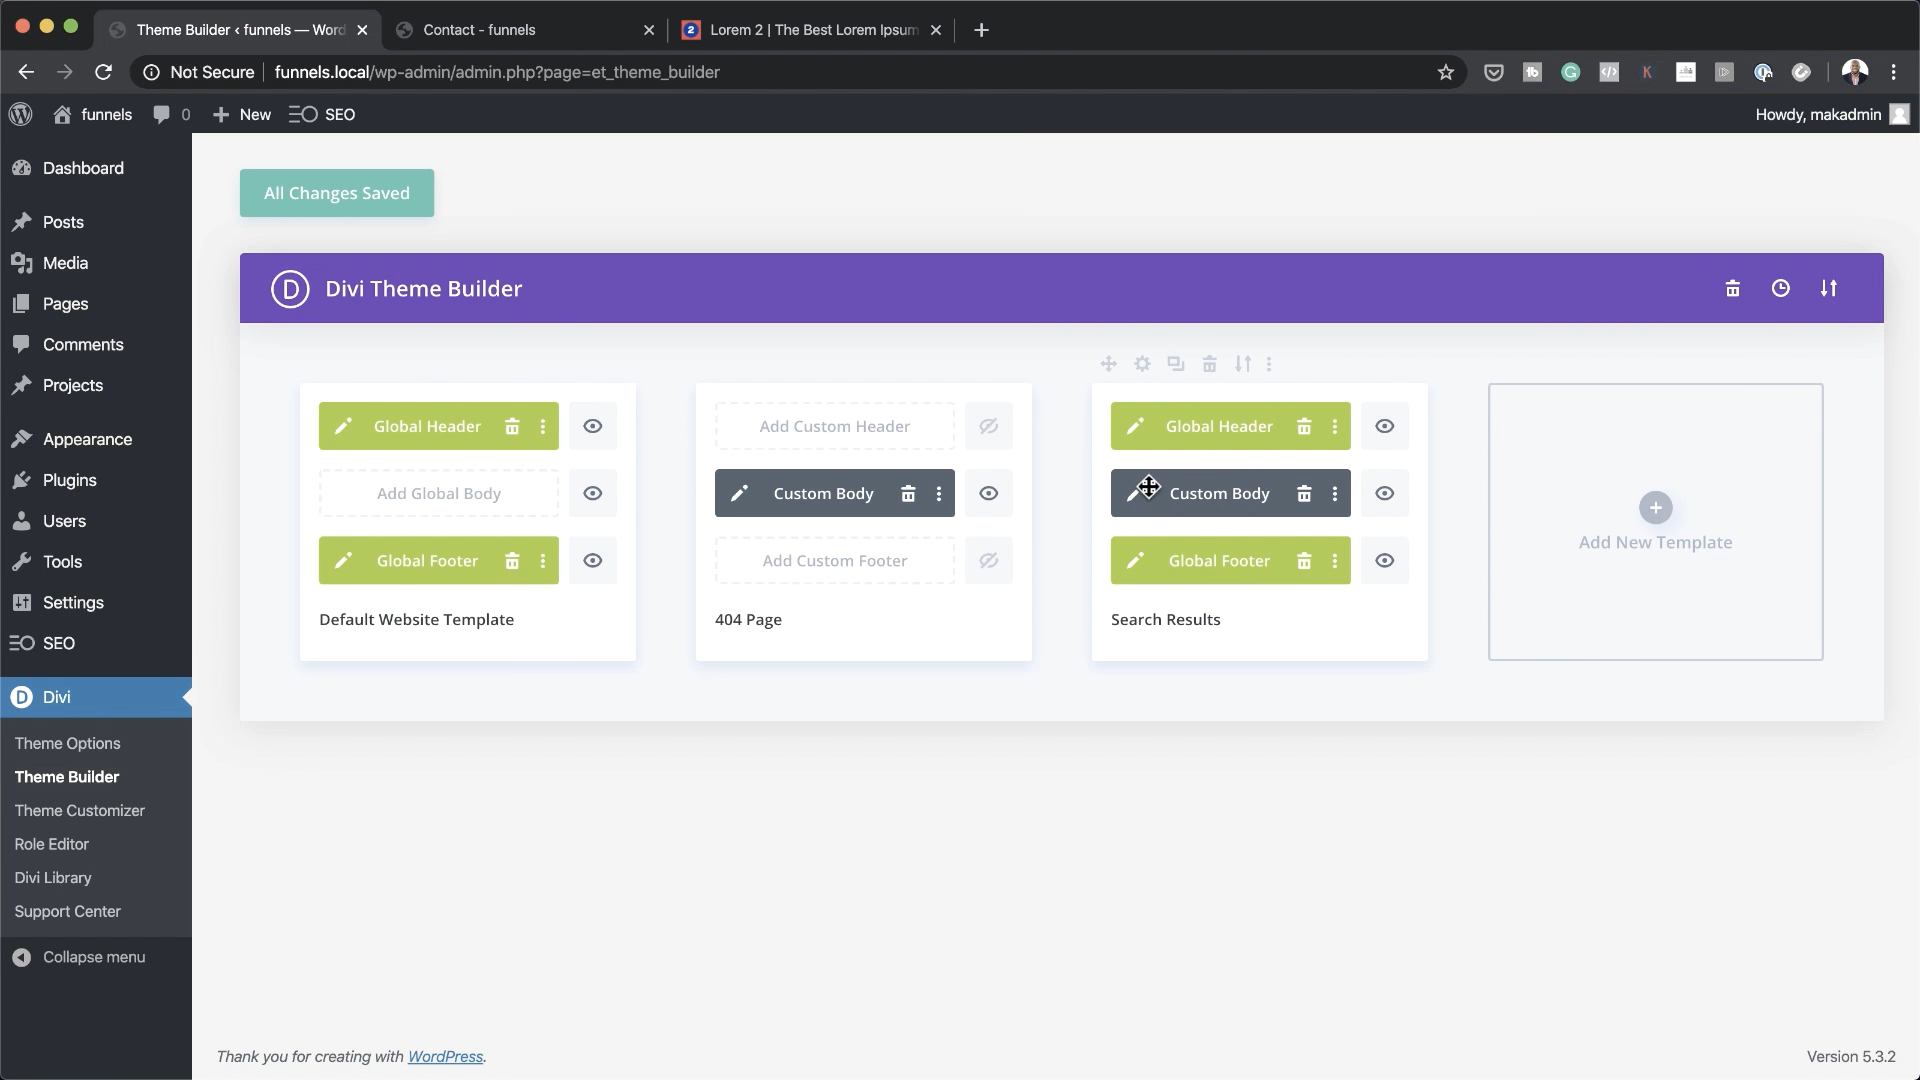 Theme Builder ‹ funnels — Word
Contact - funnels
2
Lorem 2 | The Best Lorem Ipsum
Not Secure
funnels.local/wp-admin/admin.php?page=et_theme_builder
funnels
0
New
SEO
Howdy, makadmin
Dashboard
Posts
Media
Pages
Comments
Projects
Appearance
Plugins
Users
Tools
Settings
SEO
D
Divi
Theme Options
Theme Builder
Theme Customizer
Role Editor
Divi Library
Support Center
Collapse menu
All Changes Saved
D
Divi Theme Builder
Global Header
Add Global Body
Global Footer
Default Website Template
Add Custom Header
Custom Body
Add Custom Footer
404 Page
Global Header
Custom Body
Global Footer
Search Results
Add New Template
Thank you for creating with WordPress.
Version 5.3.2